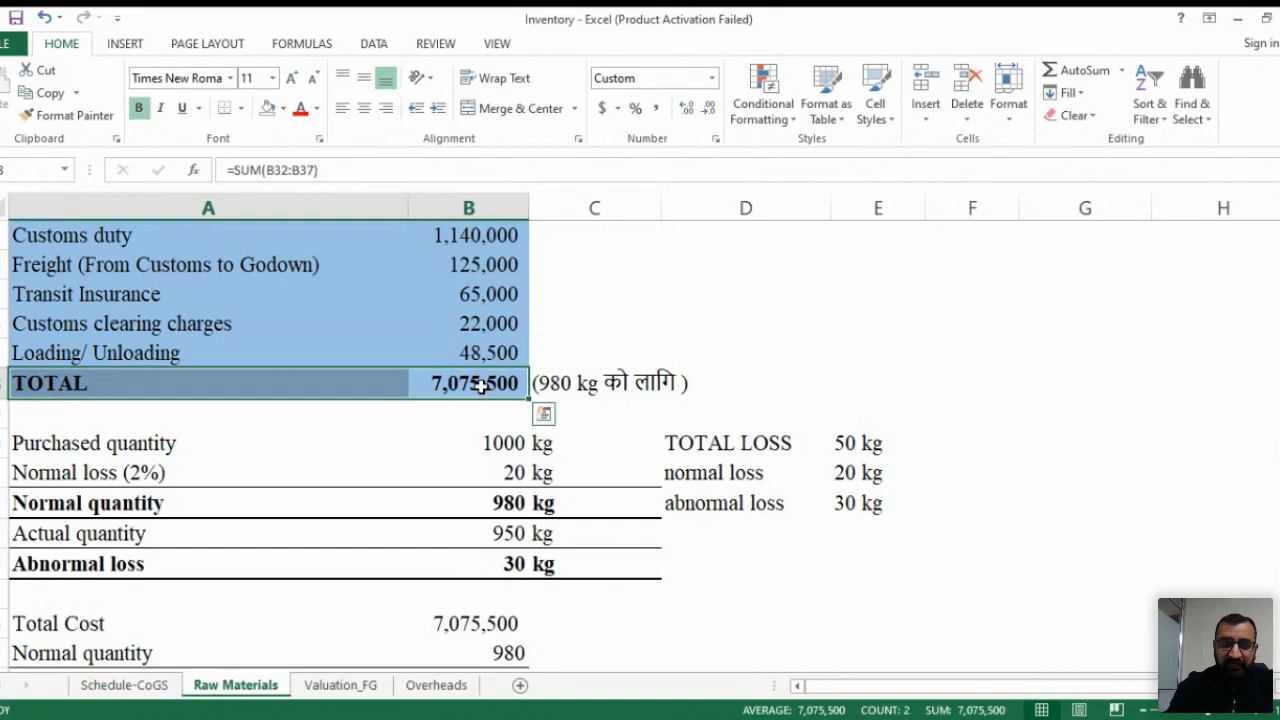 Inventory - Excel (Product Activation Failed)
HOME INSERT PAGE LAYOUT FORMULAS DATA REVIEW VIEW
Sign in
Cut
Copy
Format Painter
Clipboard
Times New Roma 11
B I U
Font
Wrap Text
Merge & Center
Alignment
Custom
$ % ,
Number
Conditional Formatting
Format as Table
Cell Styles
Styles
Insert
Delete
Format
Cells
AutoSum
Fill
Clear
Sort & Filter
Find & Select
Editing
fx =SUM(B32:B37)
A B C D E F G H
Customs duty 1,140,000
Freight (From Customs to Godown) 125,000
Transit Insurance 65,000
Customs clearing charges 22,000
Loading/ Unloading 48,500
TOTAL 7,075,500 (980 kg को लागि )
Purchased quantity 1000 kg TOTAL LOSS 50 kg
Normal loss (2%) 20 kg normal loss 20 kg
Normal quantity 980 kg abnormal loss 30 kg
Actual quantity 950 kg
Abnormal loss 30 kg
Total Cost 7,075,500
Normal quantity 980
Schedule-CoGS Raw Materials Valuation_FG Overheads
AVERAGE: 7,075,500 COUNT: 2 SUM: 7,075,500